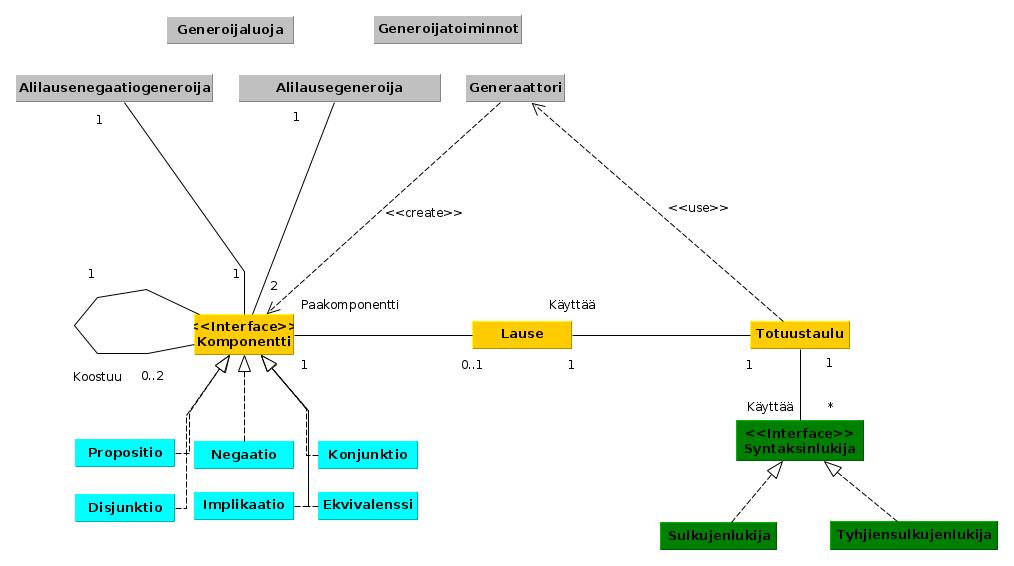 Generoijaluoja
Generoijatoiminnot
Alilausenegaatiogeneroija
Alilausegeneroija
Generaattori
1
1
<<create>>
<<use>>
1
1
2
Paakomponentti
Käyttää
<<Interface>>
Komponentti
Lause
Totuustaulu
Koostuu
0..2
1
0..1
1
1
1
Käyttää
*
<<Interface>>
Syntaksinlukija
Propositio
Negaatio
Konjunktio
Disjunktio
Implikaatio
Ekvivalenssi
Sulkujenlukija
Tyhjiensulkujenlukija